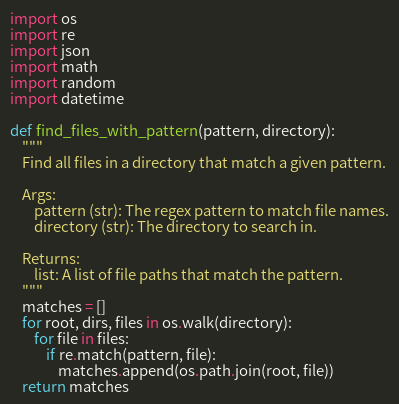 import os
import re
import json
import math
import random
import datetime

def find_files_with_pattern(pattern, directory):
    """
    Find all files in a directory that match a given pattern.

    Args:
        pattern (str): The regex pattern to match file names.
        directory (str): The directory to search in.

    Returns:
        list: A list of file paths that match the pattern.
    """
    matches = []
    for root, dirs, files in os.walk(directory):
        for file in files:
            if re.match(pattern, file):
                matches.append(os.path.join(root, file))
    return matches